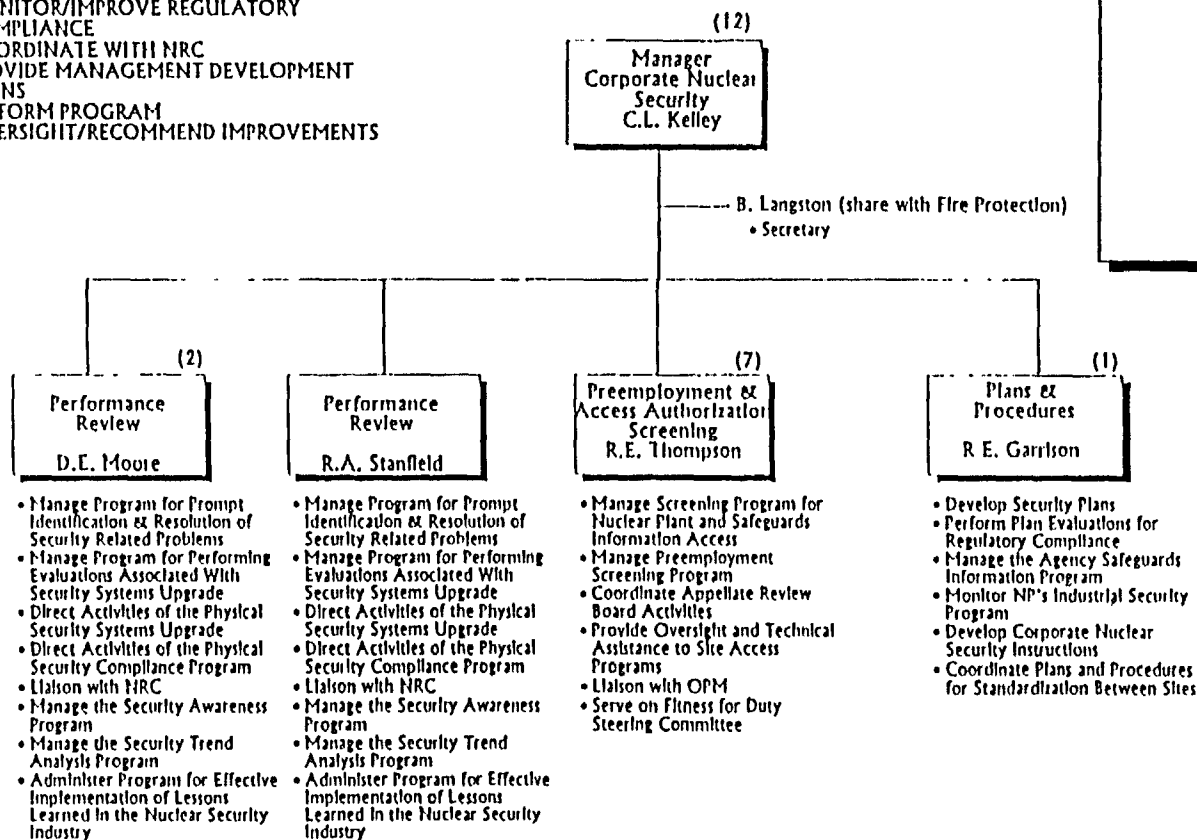 NITOR/IMPROVE REGULATORY
MPLIANCE
ORDINATE WITH NRC
OVIDE MANAGEMENT DEVELOPMENT
NS
FORM PROGRAM
ERSIGHT/RECOMMEND IMPROVEMENTS
(12)
Manager
Corporate Nuclear
Security
C.L. Kelley
B. Langston (share with Fire Protection)
• Secretary
(2)
Performance
Review
D.E. Moore
• Manage Program for Prompt
Identification & Resolution of
Security Related Problems
• Manage Program for Performing
Evaluations Associated With
Security Systems Upgrade
• Direct Activities of the Physical
Security Systems Upgrade
• Direct Activities of the Physical
Security Compliance Program
• Liaison with NRC
• Manage the Security Awareness
Program
• Manage the Security Trend
Analysis Program
• Administer Program for Effective
Implementation of Lessons
Learned in the Nuclear Security
Industry
Performance
Review
R.A. Stanfield
• Manage Program for Prompt
Identification & Resolution of
Security Related Problems
• Manage Program for Performing
Evaluations Associated With
Security Systems Upgrade
• Direct Activities of the Physical
Security Systems Upgrade
• Direct Activities of the Physical
Security Compliance Program
• Liaison with NRC
• Manage the Security Awareness
Program
• Manage the Security Trend
Analysis Program
• Administer Program for Effective
Implementation of Lessons
Learned in the Nuclear Security
Industry
(7)
Preemployment &
Access Authorization
Screening
R.E. Thompson
• Manage Screening Program for
Nuclear Plant and Safeguards
Information Access
• Manage Preemployment
Screening Program
• Coordinate Appellate Review
Board Activities
• Provide Oversight and Technical
Assistance to Site Access
Programs
• Liaison with OPM
• Serve on Fitness for Duty
Steering Committee
(1)
Plans &
Procedures
R E. Garrison
• Develop Security Plans
• Perform Plan Evaluations for
Regulatory Compliance
• Manage the Agency Safeguards
Information Program
• Monitor NP's Industrial Security
Program
• Develop Corporate Nuclear
Security Instructions
• Coordinate Plans and Procedures
for Standardization Between Sites